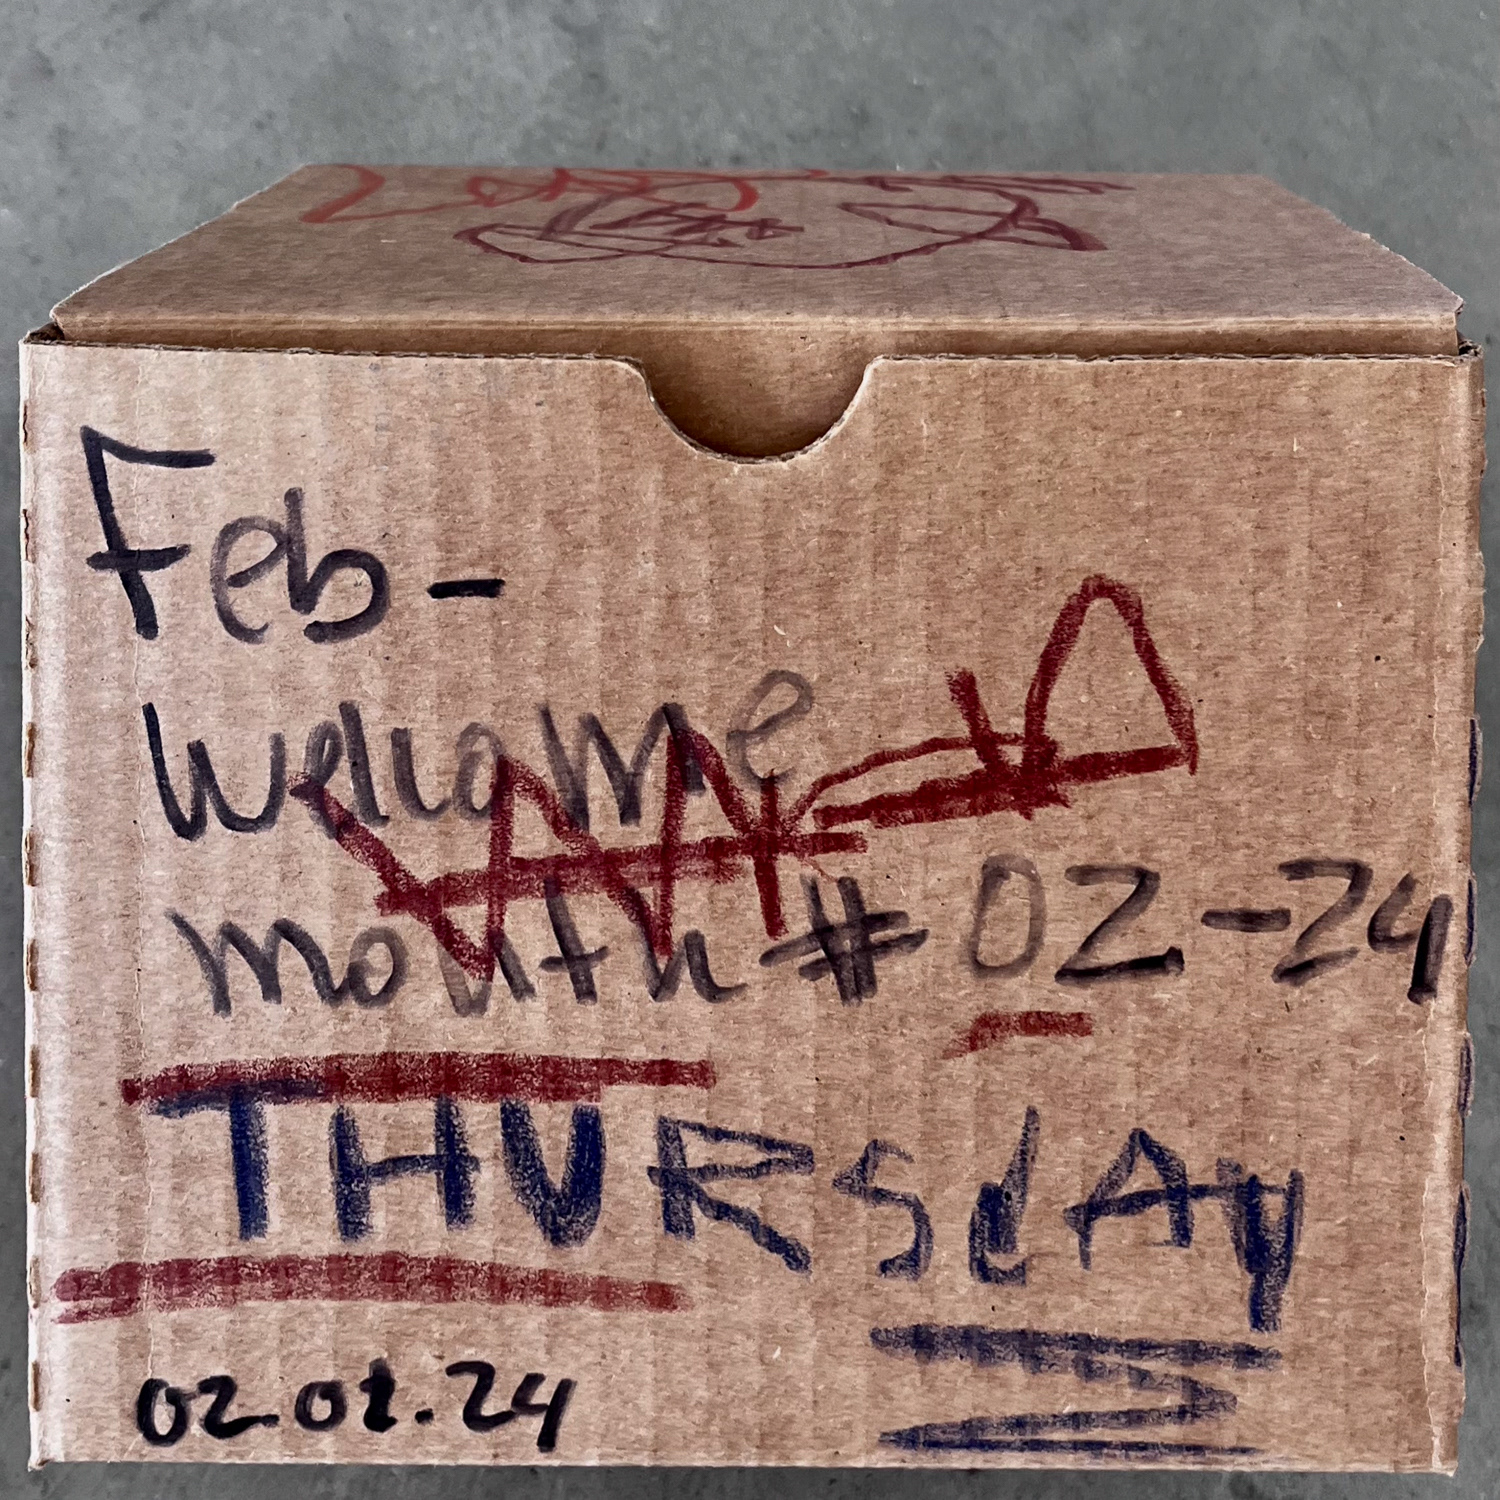 Feb-
Welcome
month # 02-24
THURSdAY
02.01.24